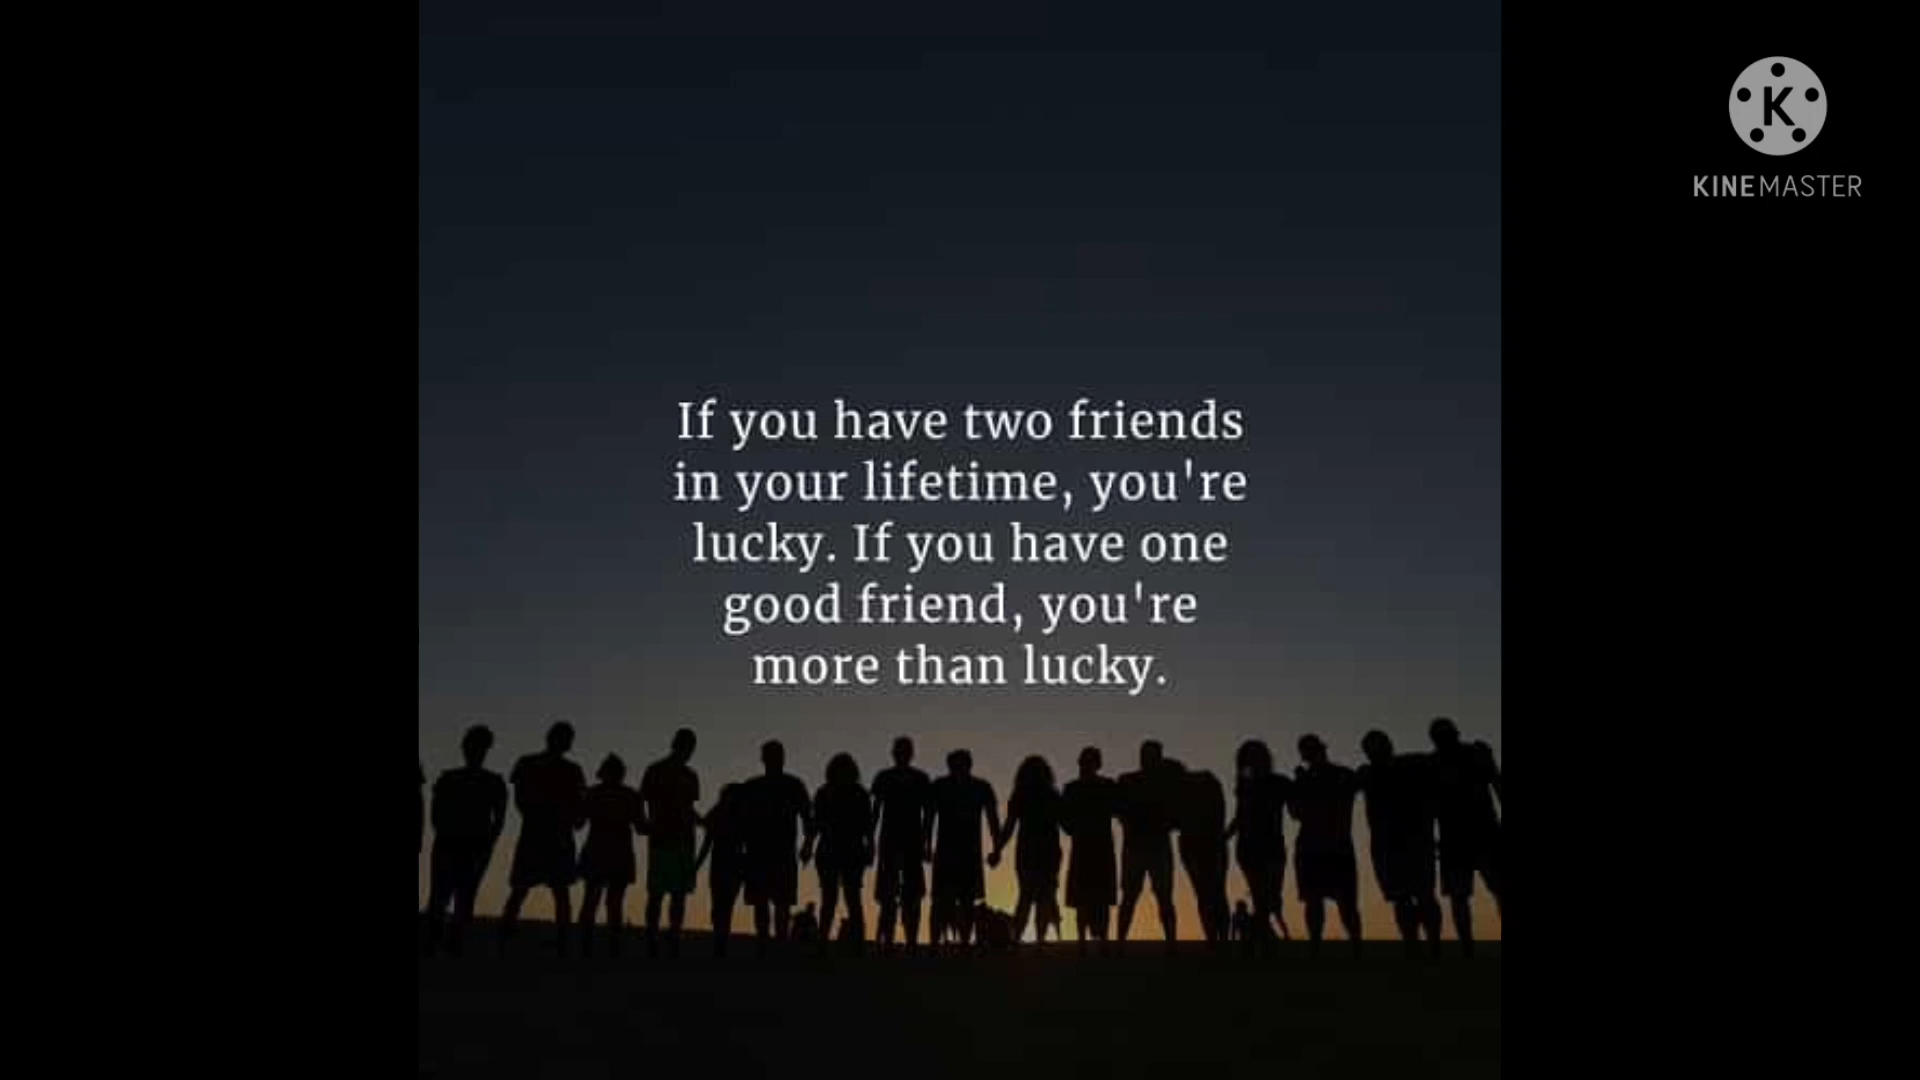 KINEMASTER
If you have two friends
in your lifetime, you're
lucky. If you have one
good friend, you're
more than lucky.